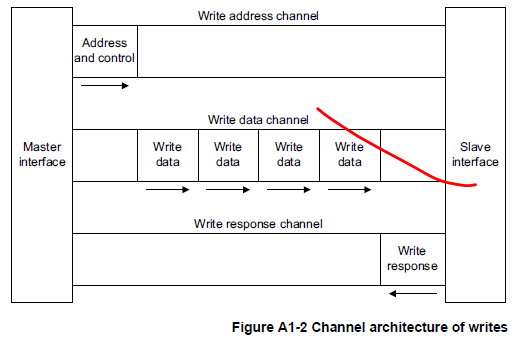 Write address channel
Address
and control
Write data channel
Master
interface
Write
data
Write
data
Write
data
Write
data
Slave
interface
Write response channel
Write
response
Figure A1-2 Channel architecture of writes